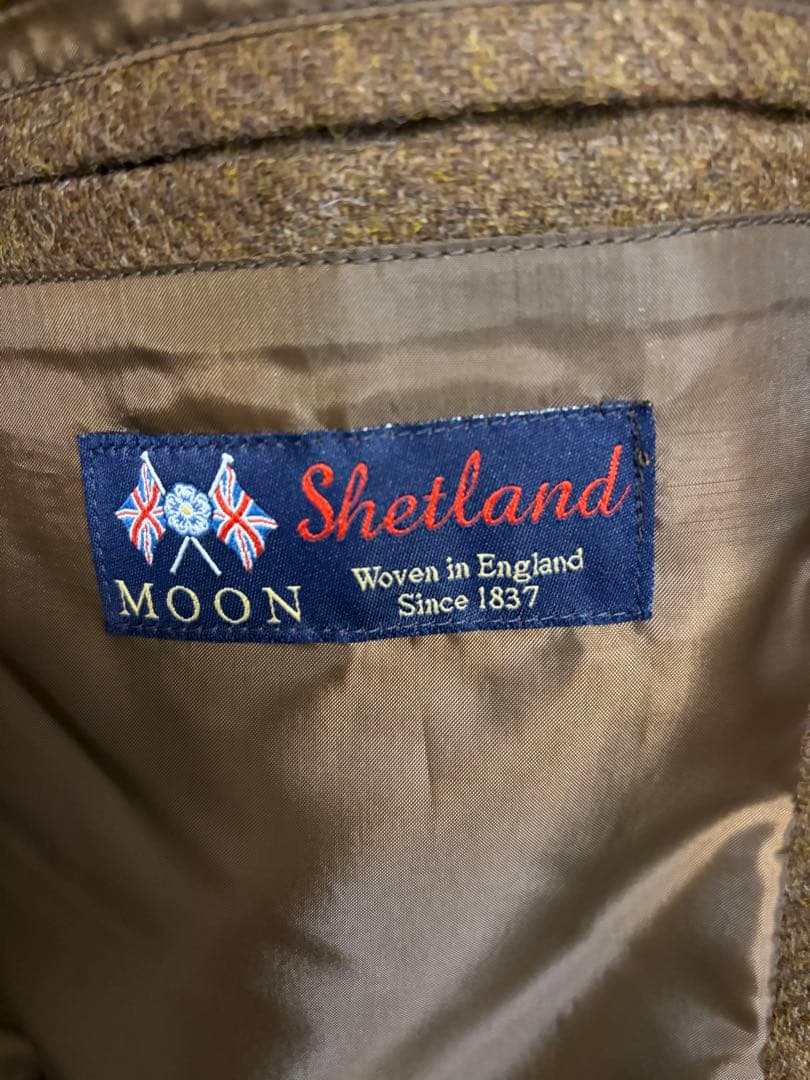 Shetland
MOON
Woven in England
Since 1837